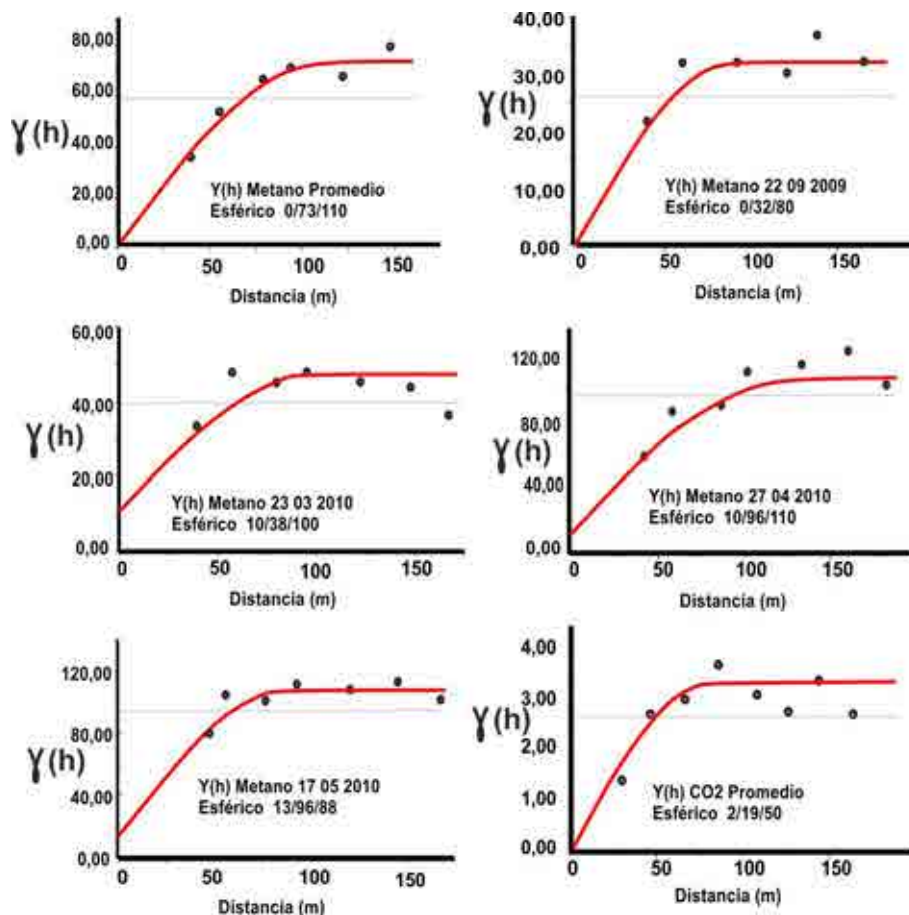 80,00
60,00
40,00
20,00
0,00
γ(h)
Y(h) Metano Promedio
Esférico 0/73/110
0 50 100 150
Distancia (m)
40,00
30,00
20,00
10,00
0,00
γ(h)
Y(h) Metano 22 09 2009
Esférico 0/32/80
0 50 100 150
Distancia (m)
60,00
40,00
20,00
0,00
γ(h)
Y(h) Metano 23 03 2010
Esférico 10/38/100
0 50 100 150
Distancia (m)
120,00
80,00
40,00
0,00
γ(h)
Y(h) Metano 27 04 2010
Esférico 10/96/110
0 50 100 150
Distancia (m)
120,00
80,00
40,00
0,00
γ(h)
Y(h) Metano 17 05 2010
Esférico 13/96/88
0 50 100 150
Distancia (m)
4,00
3,00
2,00
1,00
0,00
γ(h)
Y(h) CO2 Promedio
Esférico 2/19/50
0 50 100 150
Distancia (m)